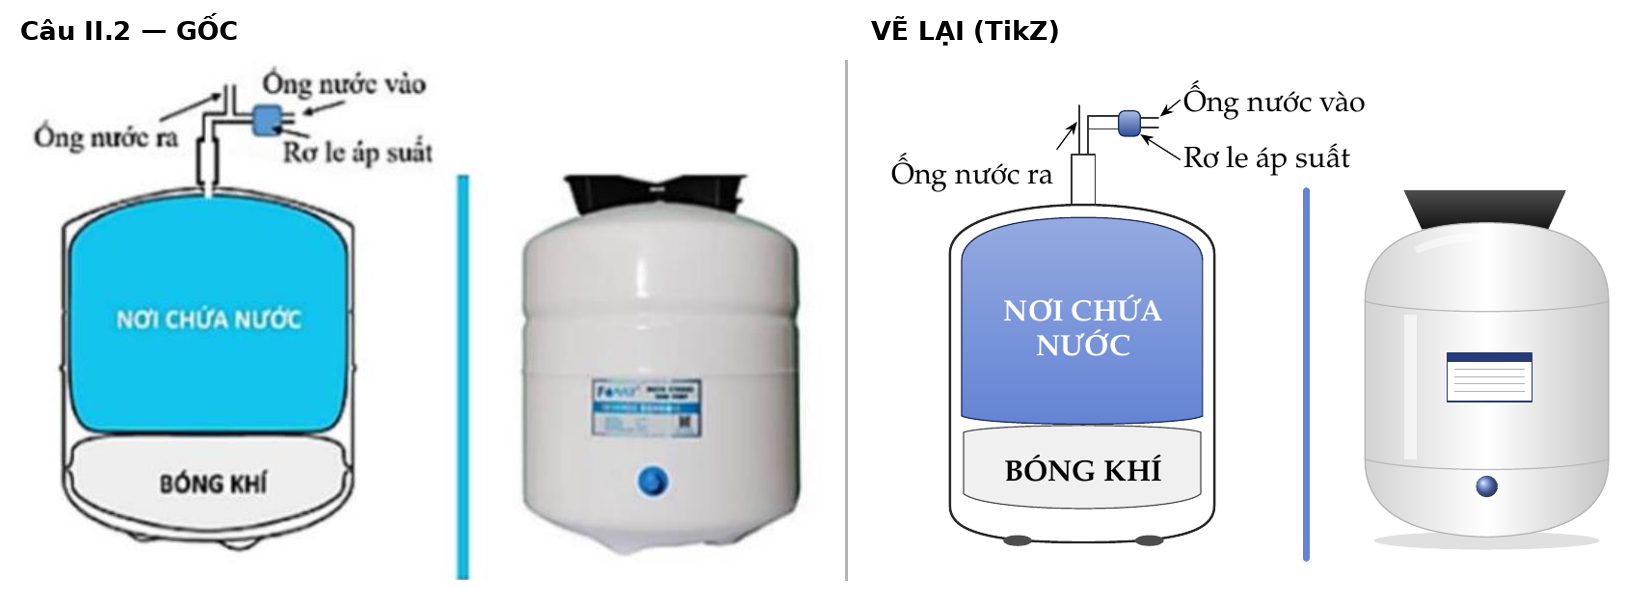 Câu II.2 — GỐC
Ống nước vào
Ống nước ra
Rơ le áp suất
NƠI CHỨA NƯỚC
BÓNG KHÍ
VẼ LẠI (TikZ)
Ống nước vào
Rơ le áp suất
Ống nước ra
NƠI CHỨA
NƯỚC
BÓNG KHÍ